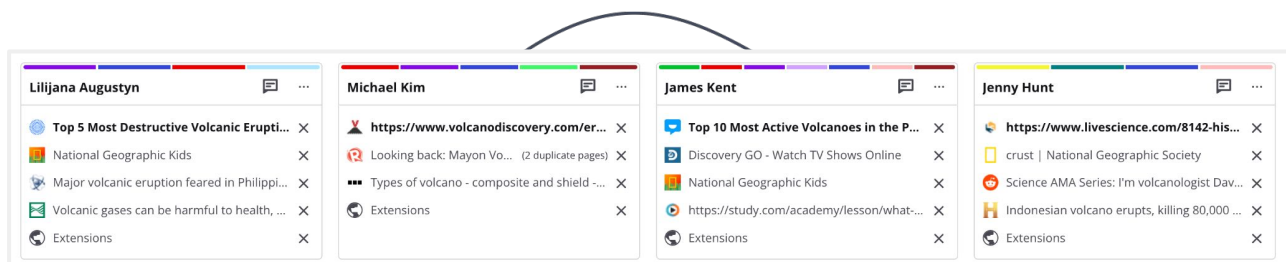 Lilijana Augustyn ...
Top 5 Most Destructive Volcanic Erupti...
National Geographic Kids
Major volcanic eruption feared in Philippi...
Volcanic gases can be harmful to health, ...
Extensions
Michael Kim ...
https://www.volcanodiscovery.com/er...
Looking back: Mayon Vo... (2 duplicate pages)
Types of volcano - composite and shield -...
Extensions
James Kent ...
Top 10 Most Active Volcanoes in the P...
Discovery GO - Watch TV Shows Online
National Geographic Kids
https://study.com/academy/lesson/what-...
Extensions
Jenny Hunt ...
https://www.livescience.com/8142-his...
crust | National Geographic Society
Science AMA Series: I'm volcanologist Dav...
Indonesian volcano erupts, killing 80,000 ...
Extensions